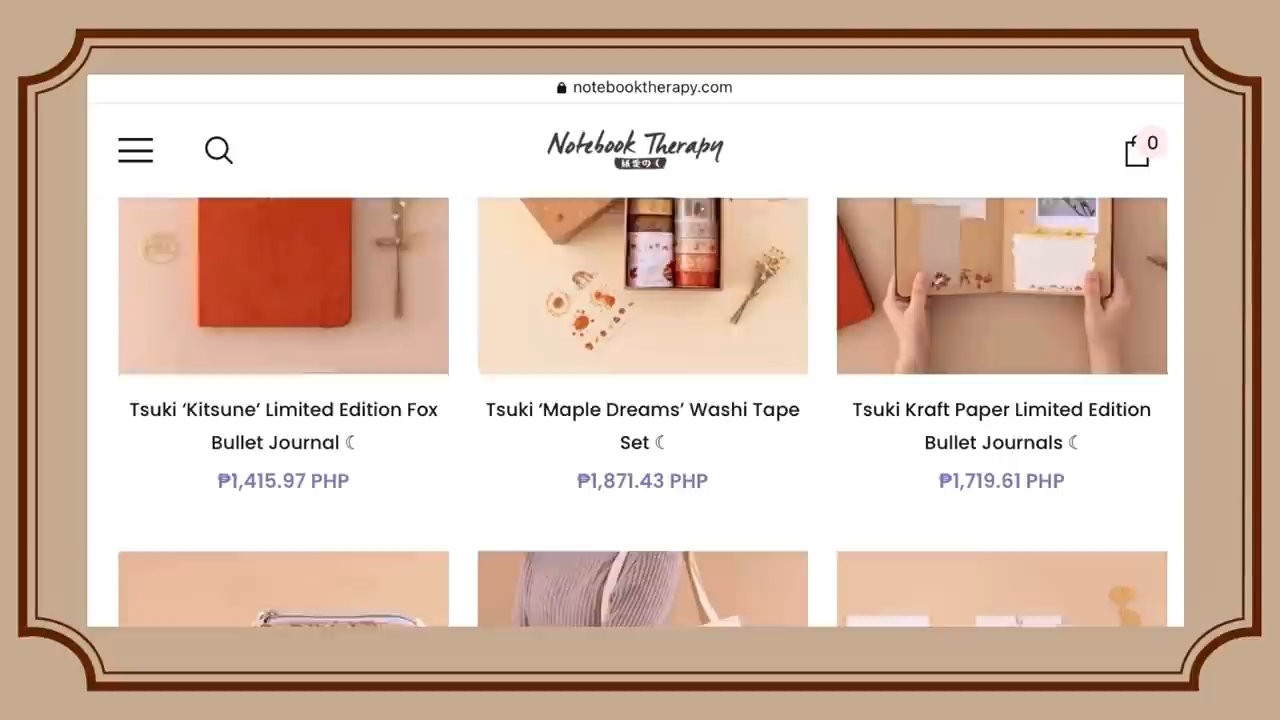 notebooktherapy.com
Notebook Therapy
0
Tsuki ‘Kitsune’ Limited Edition Fox
Bullet Journal ☾
₱1,415.97 PHP
Tsuki ‘Maple Dreams’ Washi Tape
Set ☾
₱1,871.43 PHP
Tsuki Kraft Paper Limited Edition
Bullet Journals ☾
₱1,719.61 PHP